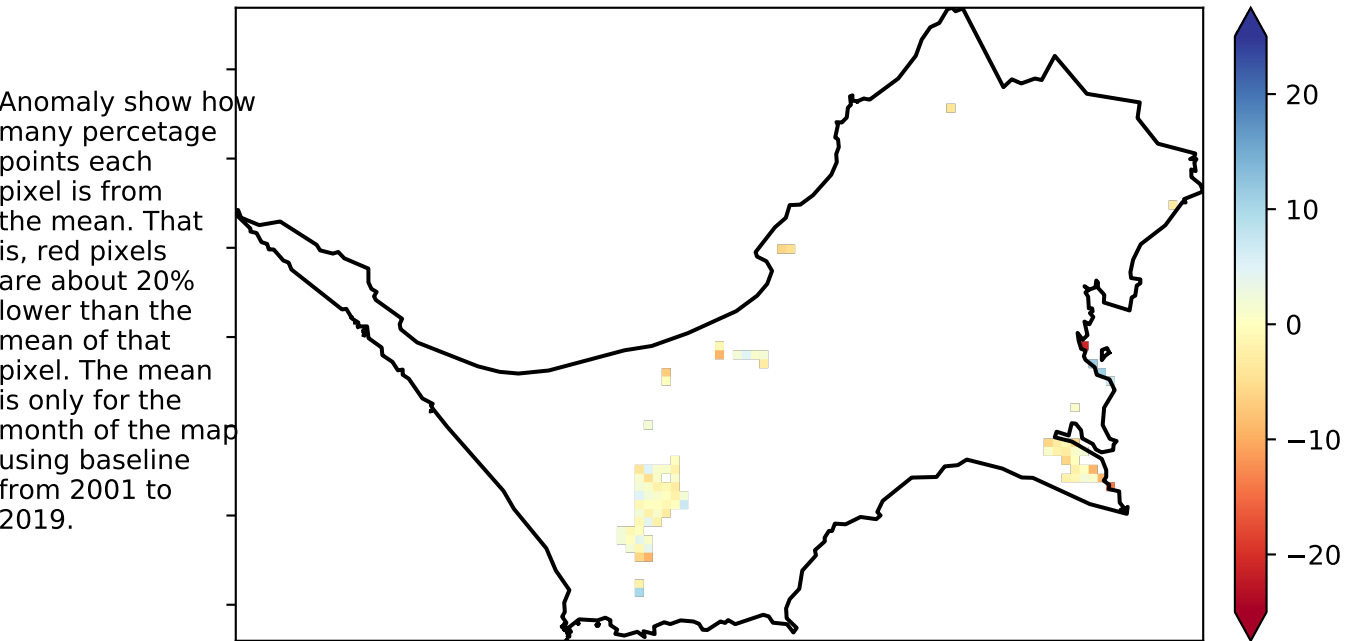 Anomaly show how
many percetage
points each
pixel is from
the mean. That
is, red pixels
are about 20%
lower than the
mean of that
pixel. The mean
is only for the
month of the map
using baseline
from 2001 to
2019.
20
10
0
−10
−20